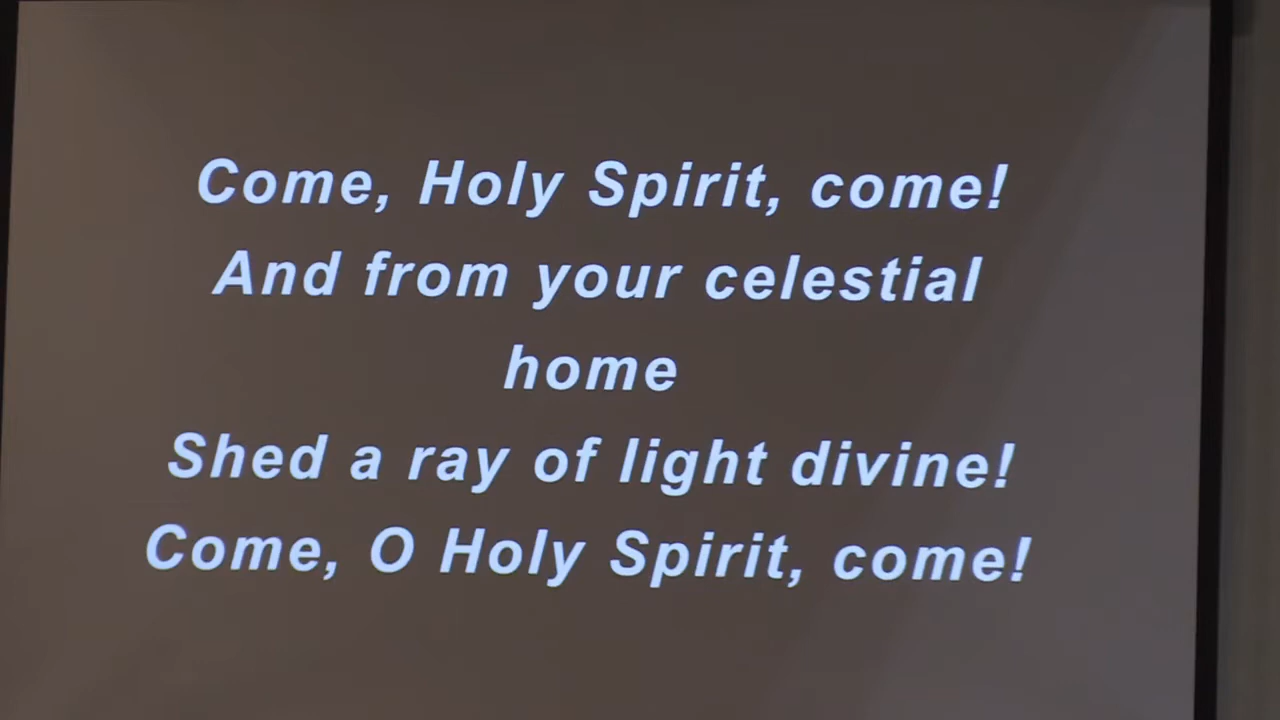 Come, Holy Spirit, come!
And from your celestial
home
Shed a ray of light divine!
Come, O Holy Spirit, come!